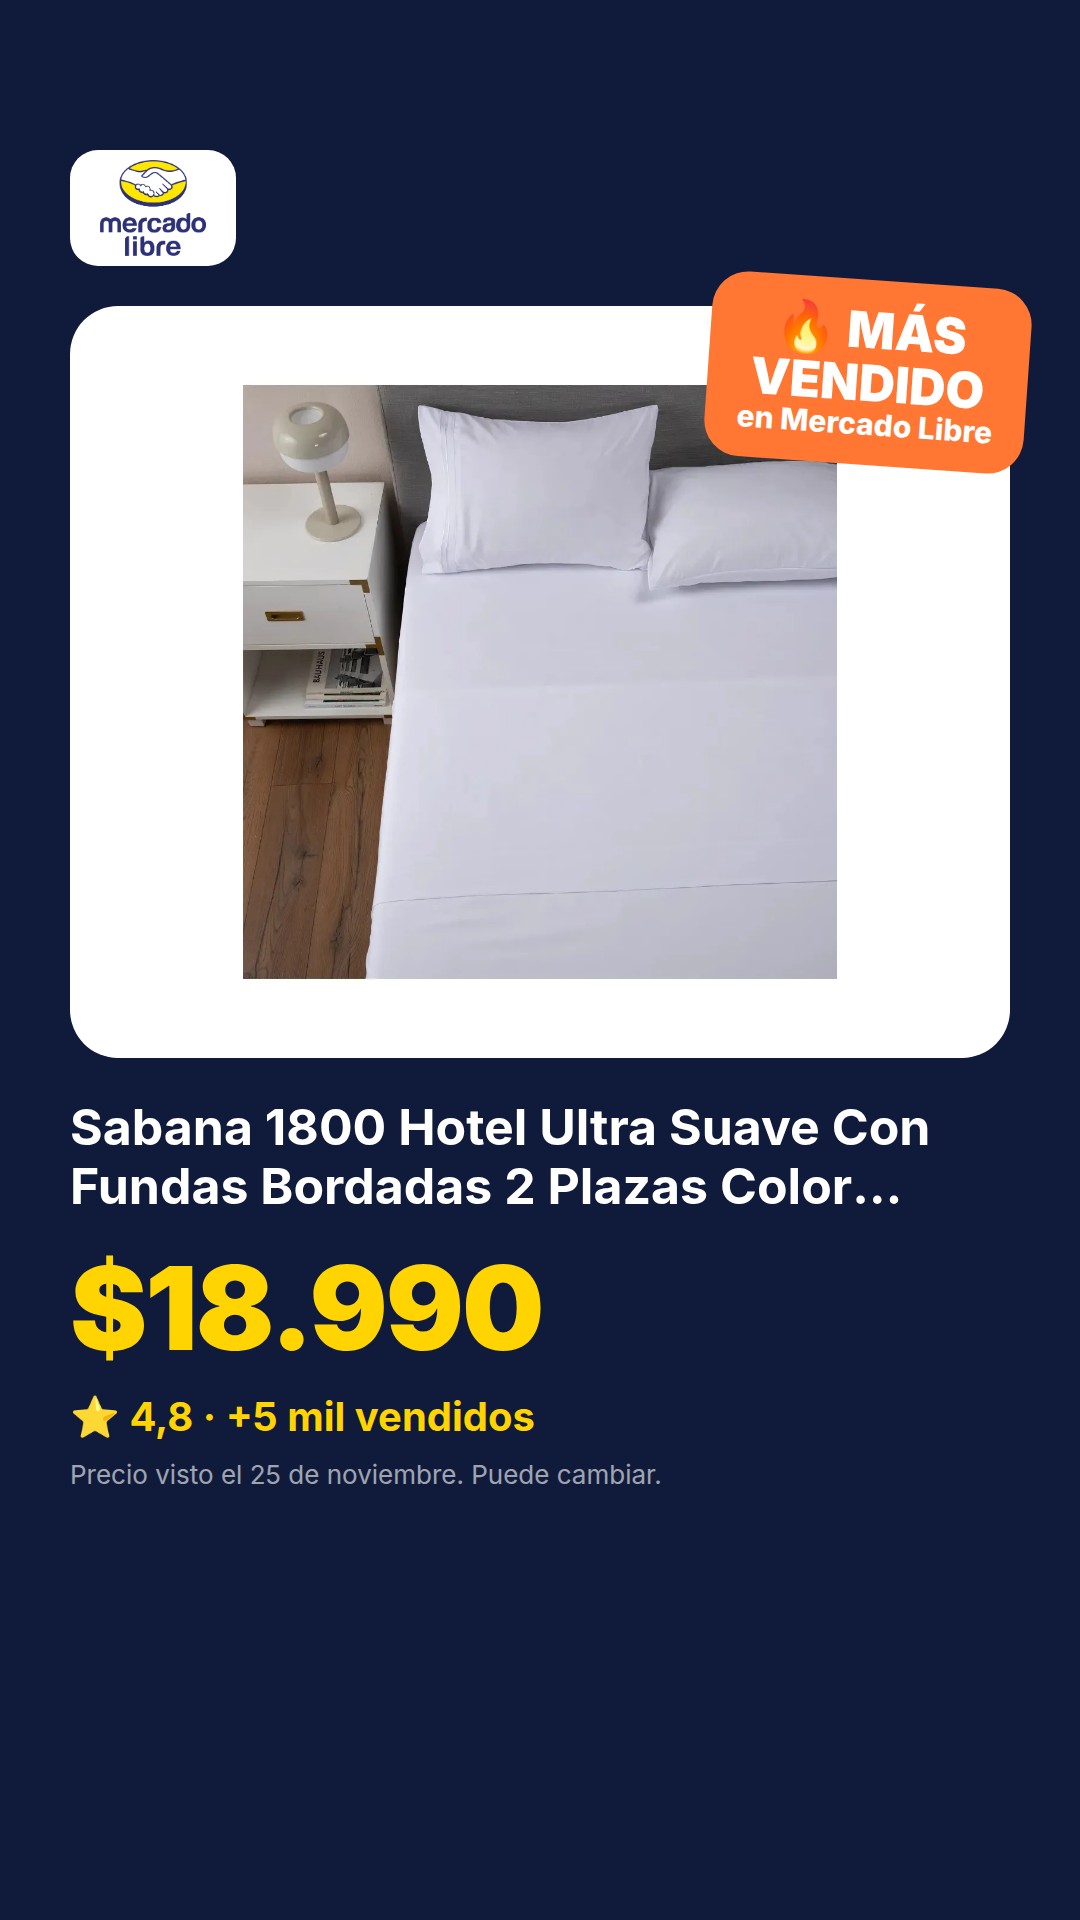 mercado
libre
🔥 MÁS
VENDIDO
en Mercado Libre
BAUHAUS
Sabana 1800 Hotel Ultra Suave Con
Fundas Bordadas 2 Plazas Color...
$18.990
⭐ 4,8 · +5 mil vendidos
Precio visto el 25 de noviembre. Puede cambiar.